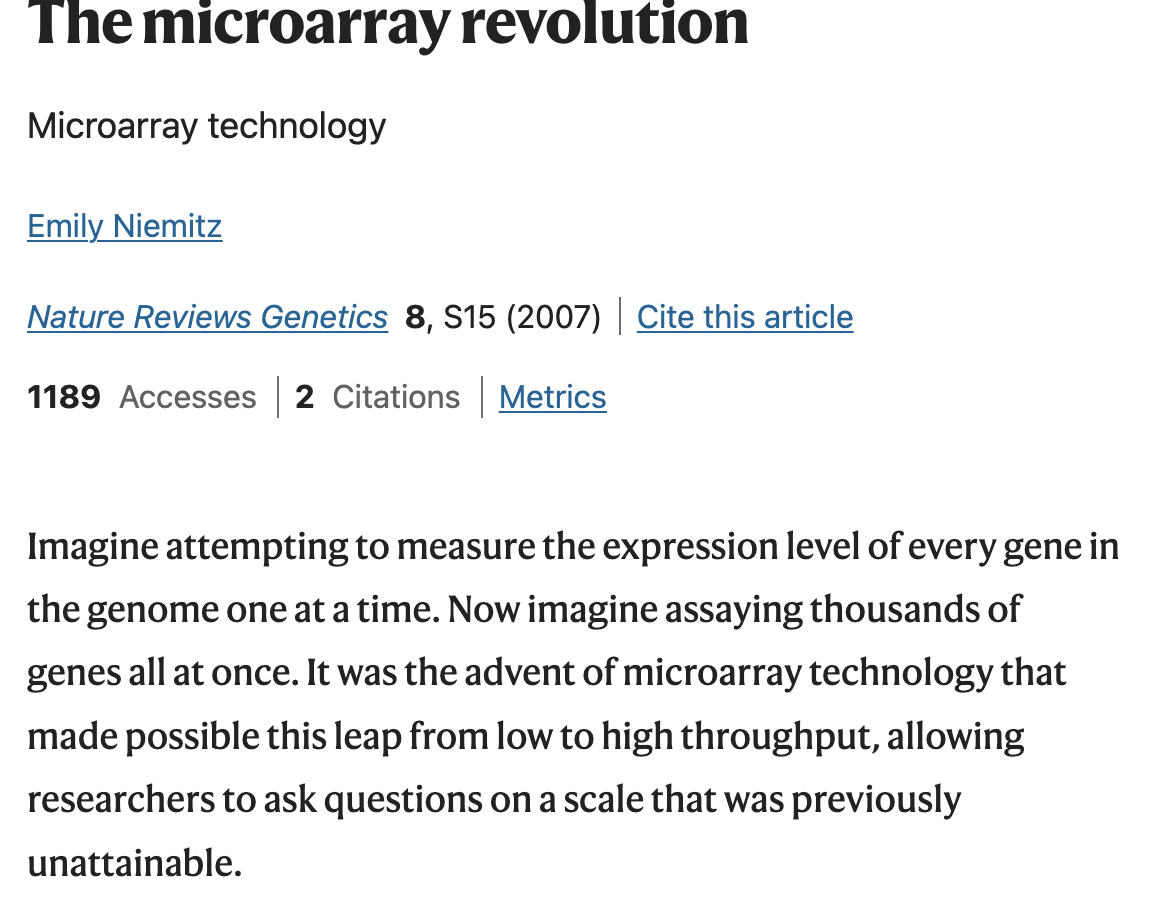 The microarray revolution
Microarray technology
Emily Niemitz
Nature Reviews Genetics 8, S15 (2007) | Cite this article
1189 Accesses | 2 Citations | Metrics
Imagine attempting to measure the expression level of every gene in
the genome one at a time. Now imagine assaying thousands of
genes all at once. It was the advent of microarray technology that
made possible this leap from low to high throughput, allowing
researchers to ask questions on a scale that was previously
unattainable.